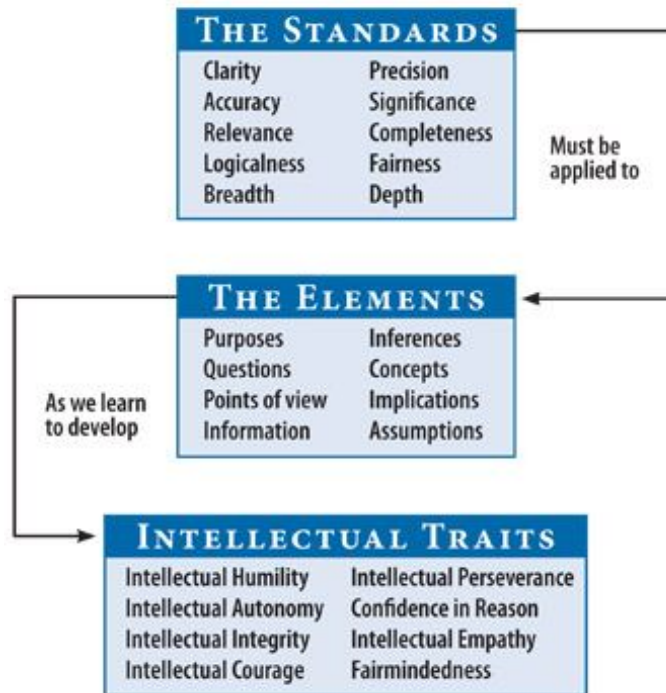 THE STANDARDS
Clarity Precision
Accuracy Significance
Relevance Completeness
Logicalness Fairness
Breadth Depth
Must be
applied to
THE ELEMENTS
Purposes Inferences
Questions Concepts
Points of view Implications
Information Assumptions
As we learn
to develop
INTELLECTUAL TRAITS
Intellectual Humility Intellectual Perseverance
Intellectual Autonomy Confidence in Reason
Intellectual Integrity Intellectual Empathy
Intellectual Courage Fairmindedness